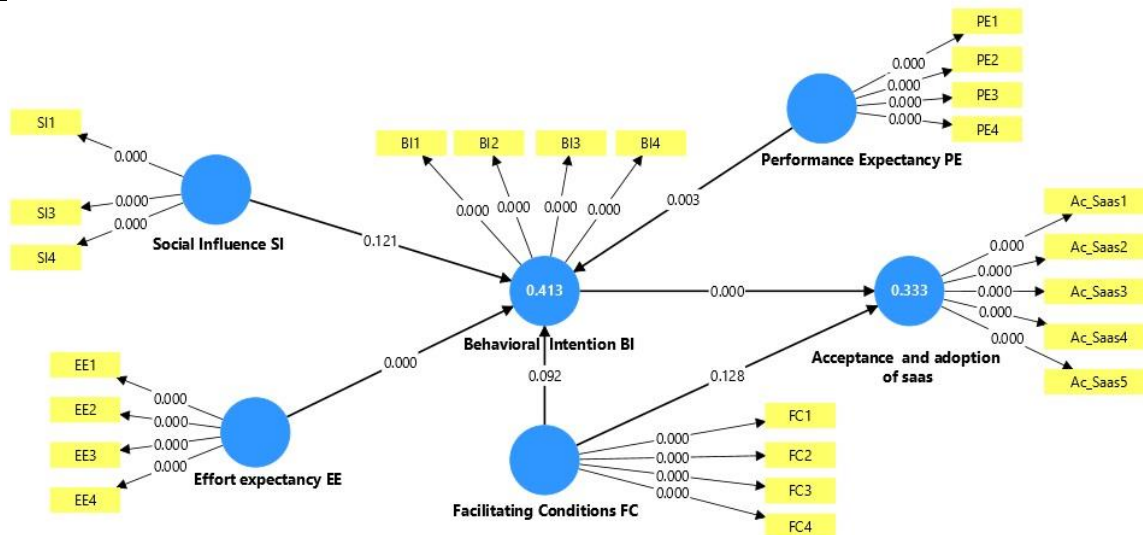 PE1
0.000
PE2
0.000
0.000
PE3
0.000
PE4
Performance Expectancy PE
SI1
0.000
SI3
0.000
0.000
SI4
Social Influence SI
BI1
BI2
BI3
BI4
0.000
0.000
0.000
0.000
0.003
0.121
0.413
Behavioral Intention BI
0.000
0.333
Acceptance and adoption
of saas
Ac_Saas1
0.000
Ac_Saas2
0.000
0.000
Ac_Saas3
0.000
Ac_Saas4
0.000
Ac_Saas5
0.000
0.092
0.128
EE1
0.000
EE2
0.000
EE3
0.000
0.000
EE4
Effort expectancy EE
FC1
0.000
0.000
FC2
0.000
FC3
0.000
FC4
Facilitating Conditions FC